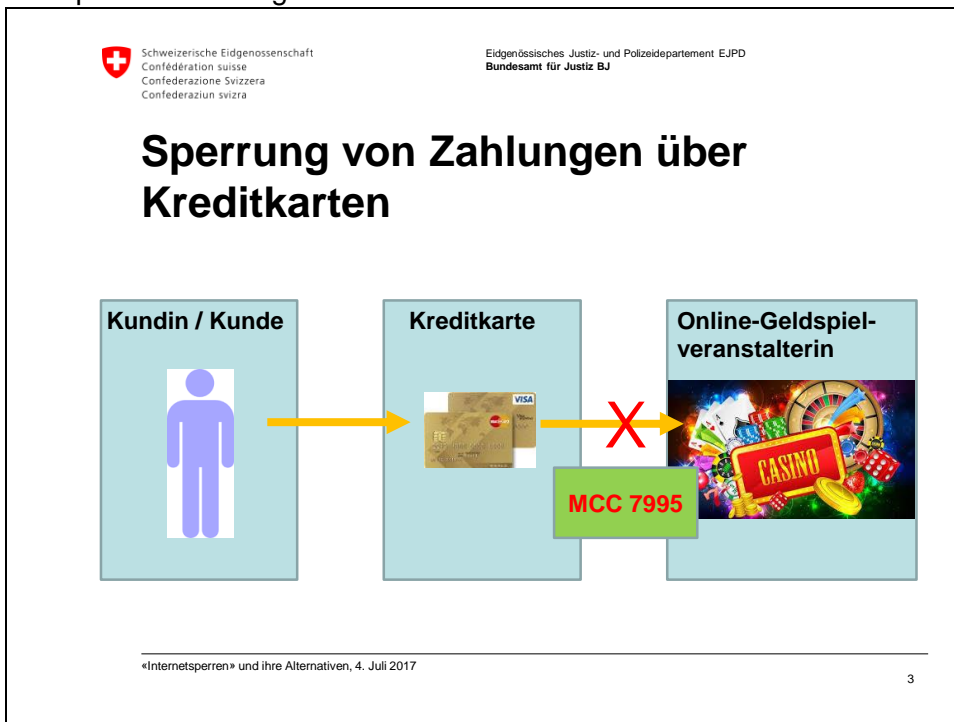 Schweizerische Eidgenossenschaft
Confédération suisse
Confederazione Svizzera
Confederaziun svizra
Eidgenössisches Justiz- und Polizeidepartement EJPD
Bundesamt für Justiz BJ
Sperrung von Zahlungen über
Kreditkarten
Kundin / Kunde
Kreditkarte
VISA
Online-Geldspiel-
veranstalterin
CASINO
X
MCC 7995
«Internetsperren» und ihre Alternativen, 4. Juli 2017
3